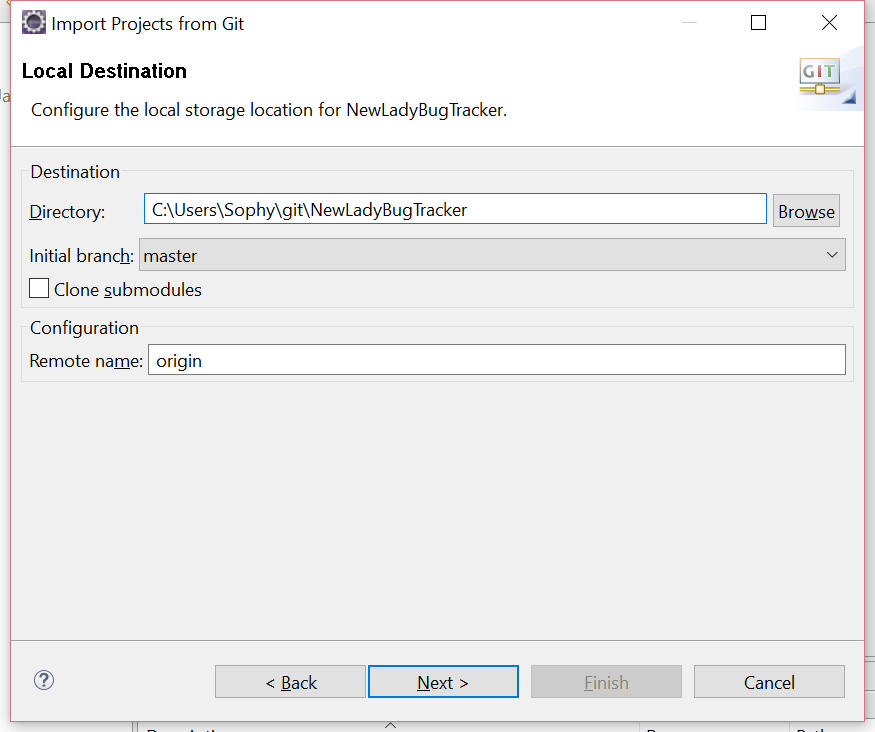 Import Projects from Git
Local Destination
GIT
Configure the local storage location for NewLadyBugTracker.
Destination
Directory: C:\Users\Sophy\git\NewLadyBugTracker Browse
Initial branch: master
Clone submodules
Configuration
Remote name: origin
? < Back Next > Finish Cancel